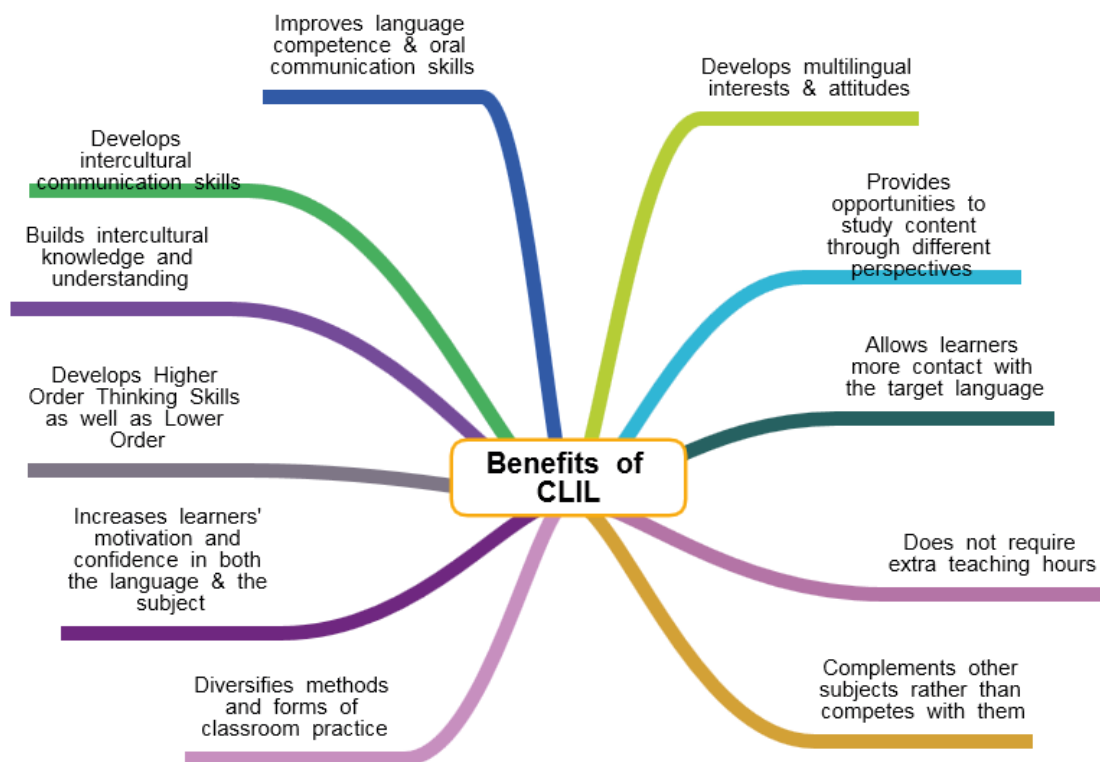 Benefits of
CLIL
Improves language
competence & oral
communication skills
Develops multilingual
interests & attitudes
Develops
intercultural
communication skills
Provides
opportunities to
study content
through different
perspectives
Builds intercultural
knowledge and
understanding
Allows learners
more contact with
the target language
Develops Higher
Order Thinking Skills
as well as Lower
Order
Increases learners'
motivation and
confidence in both
the language & the
subject
Does not require
extra teaching hours
Diversifies methods
and forms of
classroom practice
Complements other
subjects rather than
competes with them